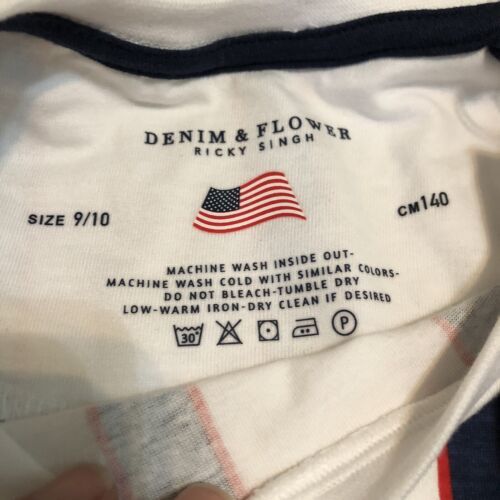 DENIM & FLOWER
RICKY SINGH
SIZE 9/10
CM140
MACHINE WASH INSIDE OUT-
MACHINE WASH COLD WITH SIMILAR COLORS-
DO NOT BLEACH-TUMBLE DRY
LOW-WARM IRON-DRY CLEAN IF DESIRED
30°
P